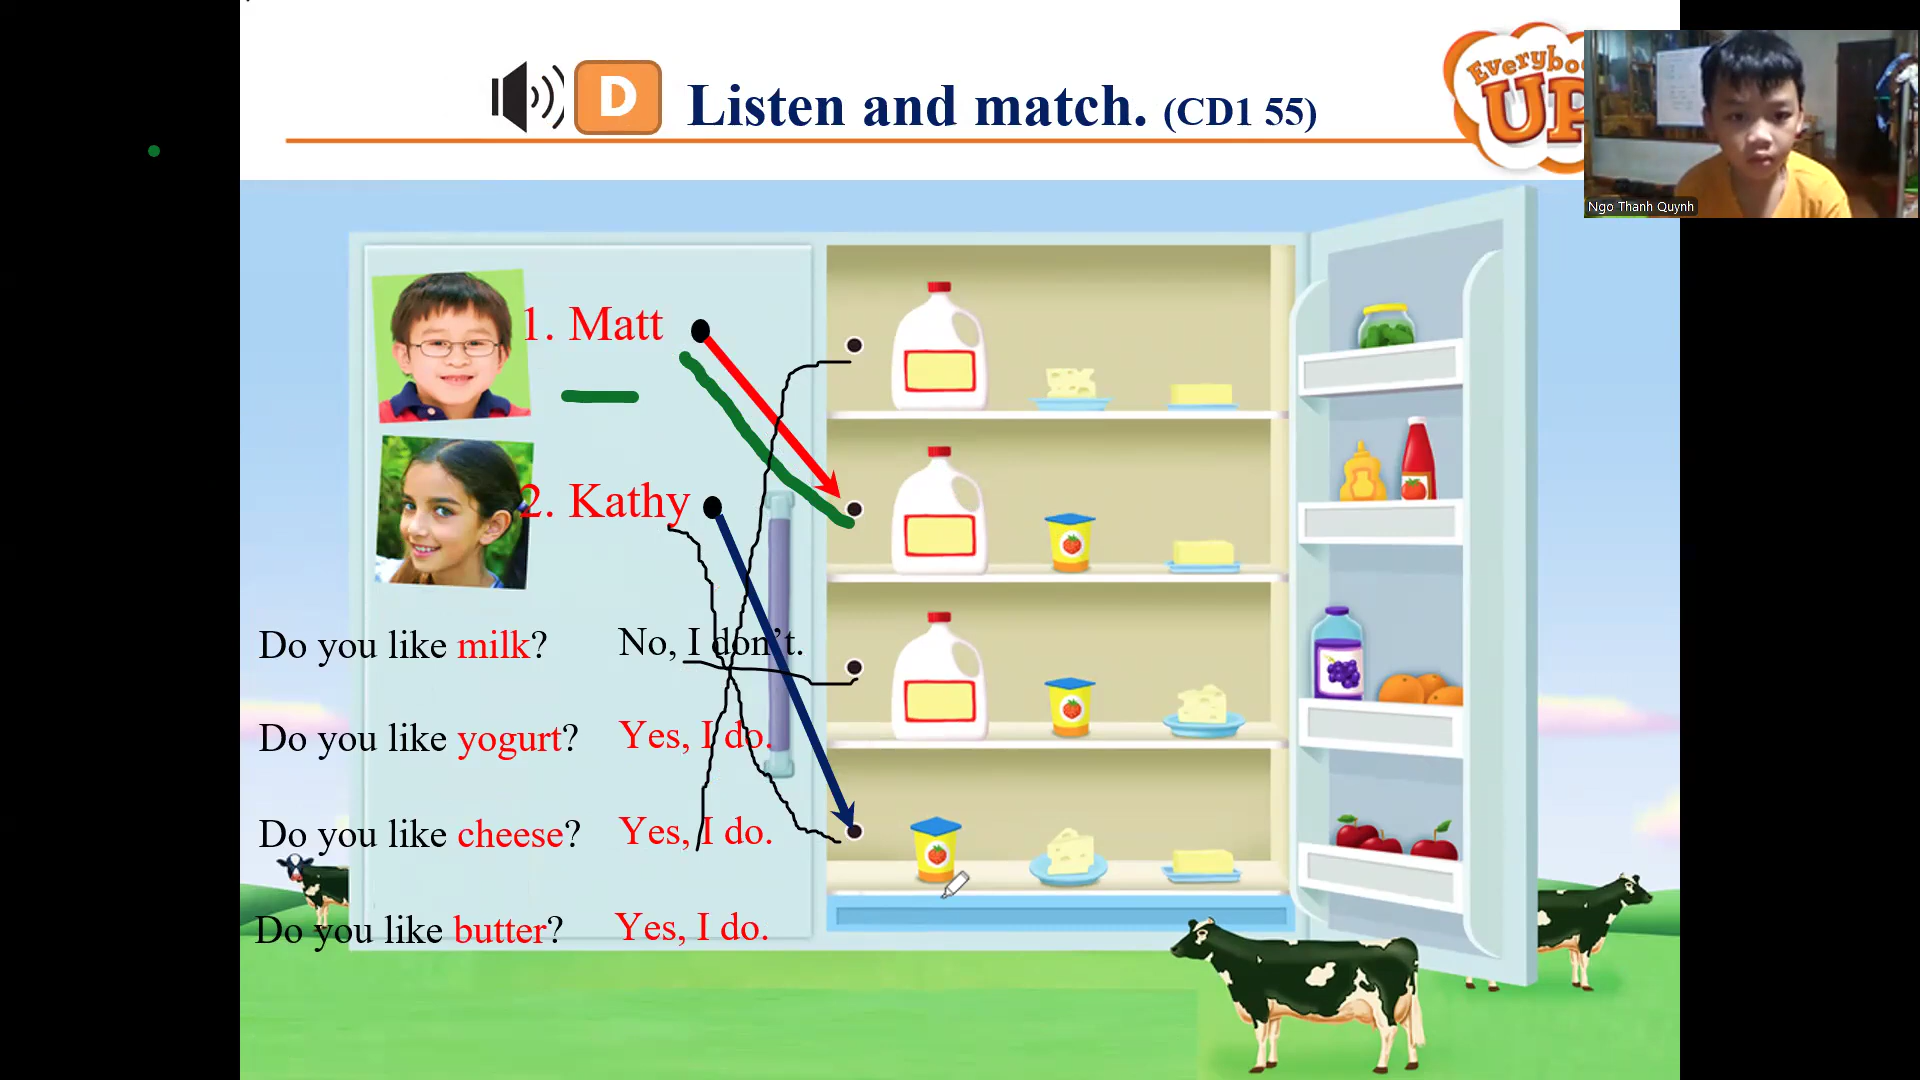 D Listen and match. (CD1 55)
Everybo
UP
Ngo Thanh Quynh
1. Matt
2. Kathy
Do you like milk? No, I don't.
Do you like yogurt? Yes, I do.
Do you like cheese? Yes, I do.
Do you like butter? Yes, I do.